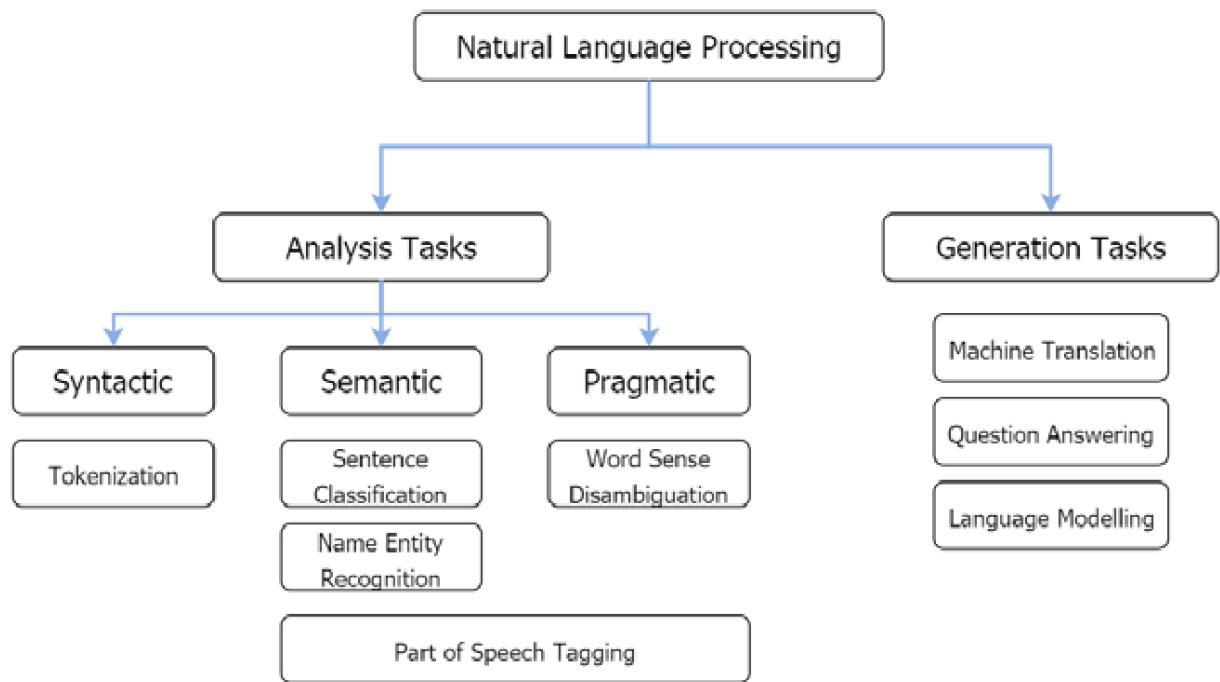 Natural Language Processing
Analysis Tasks
Generation Tasks
Syntactic
Semantic
Pragmatic
Tokenization
Sentence
Classification
Name Entity
Recognition
Word Sense
Disambiguation
Part of Speech Tagging
Machine Translation
Question Answering
Language Modelling